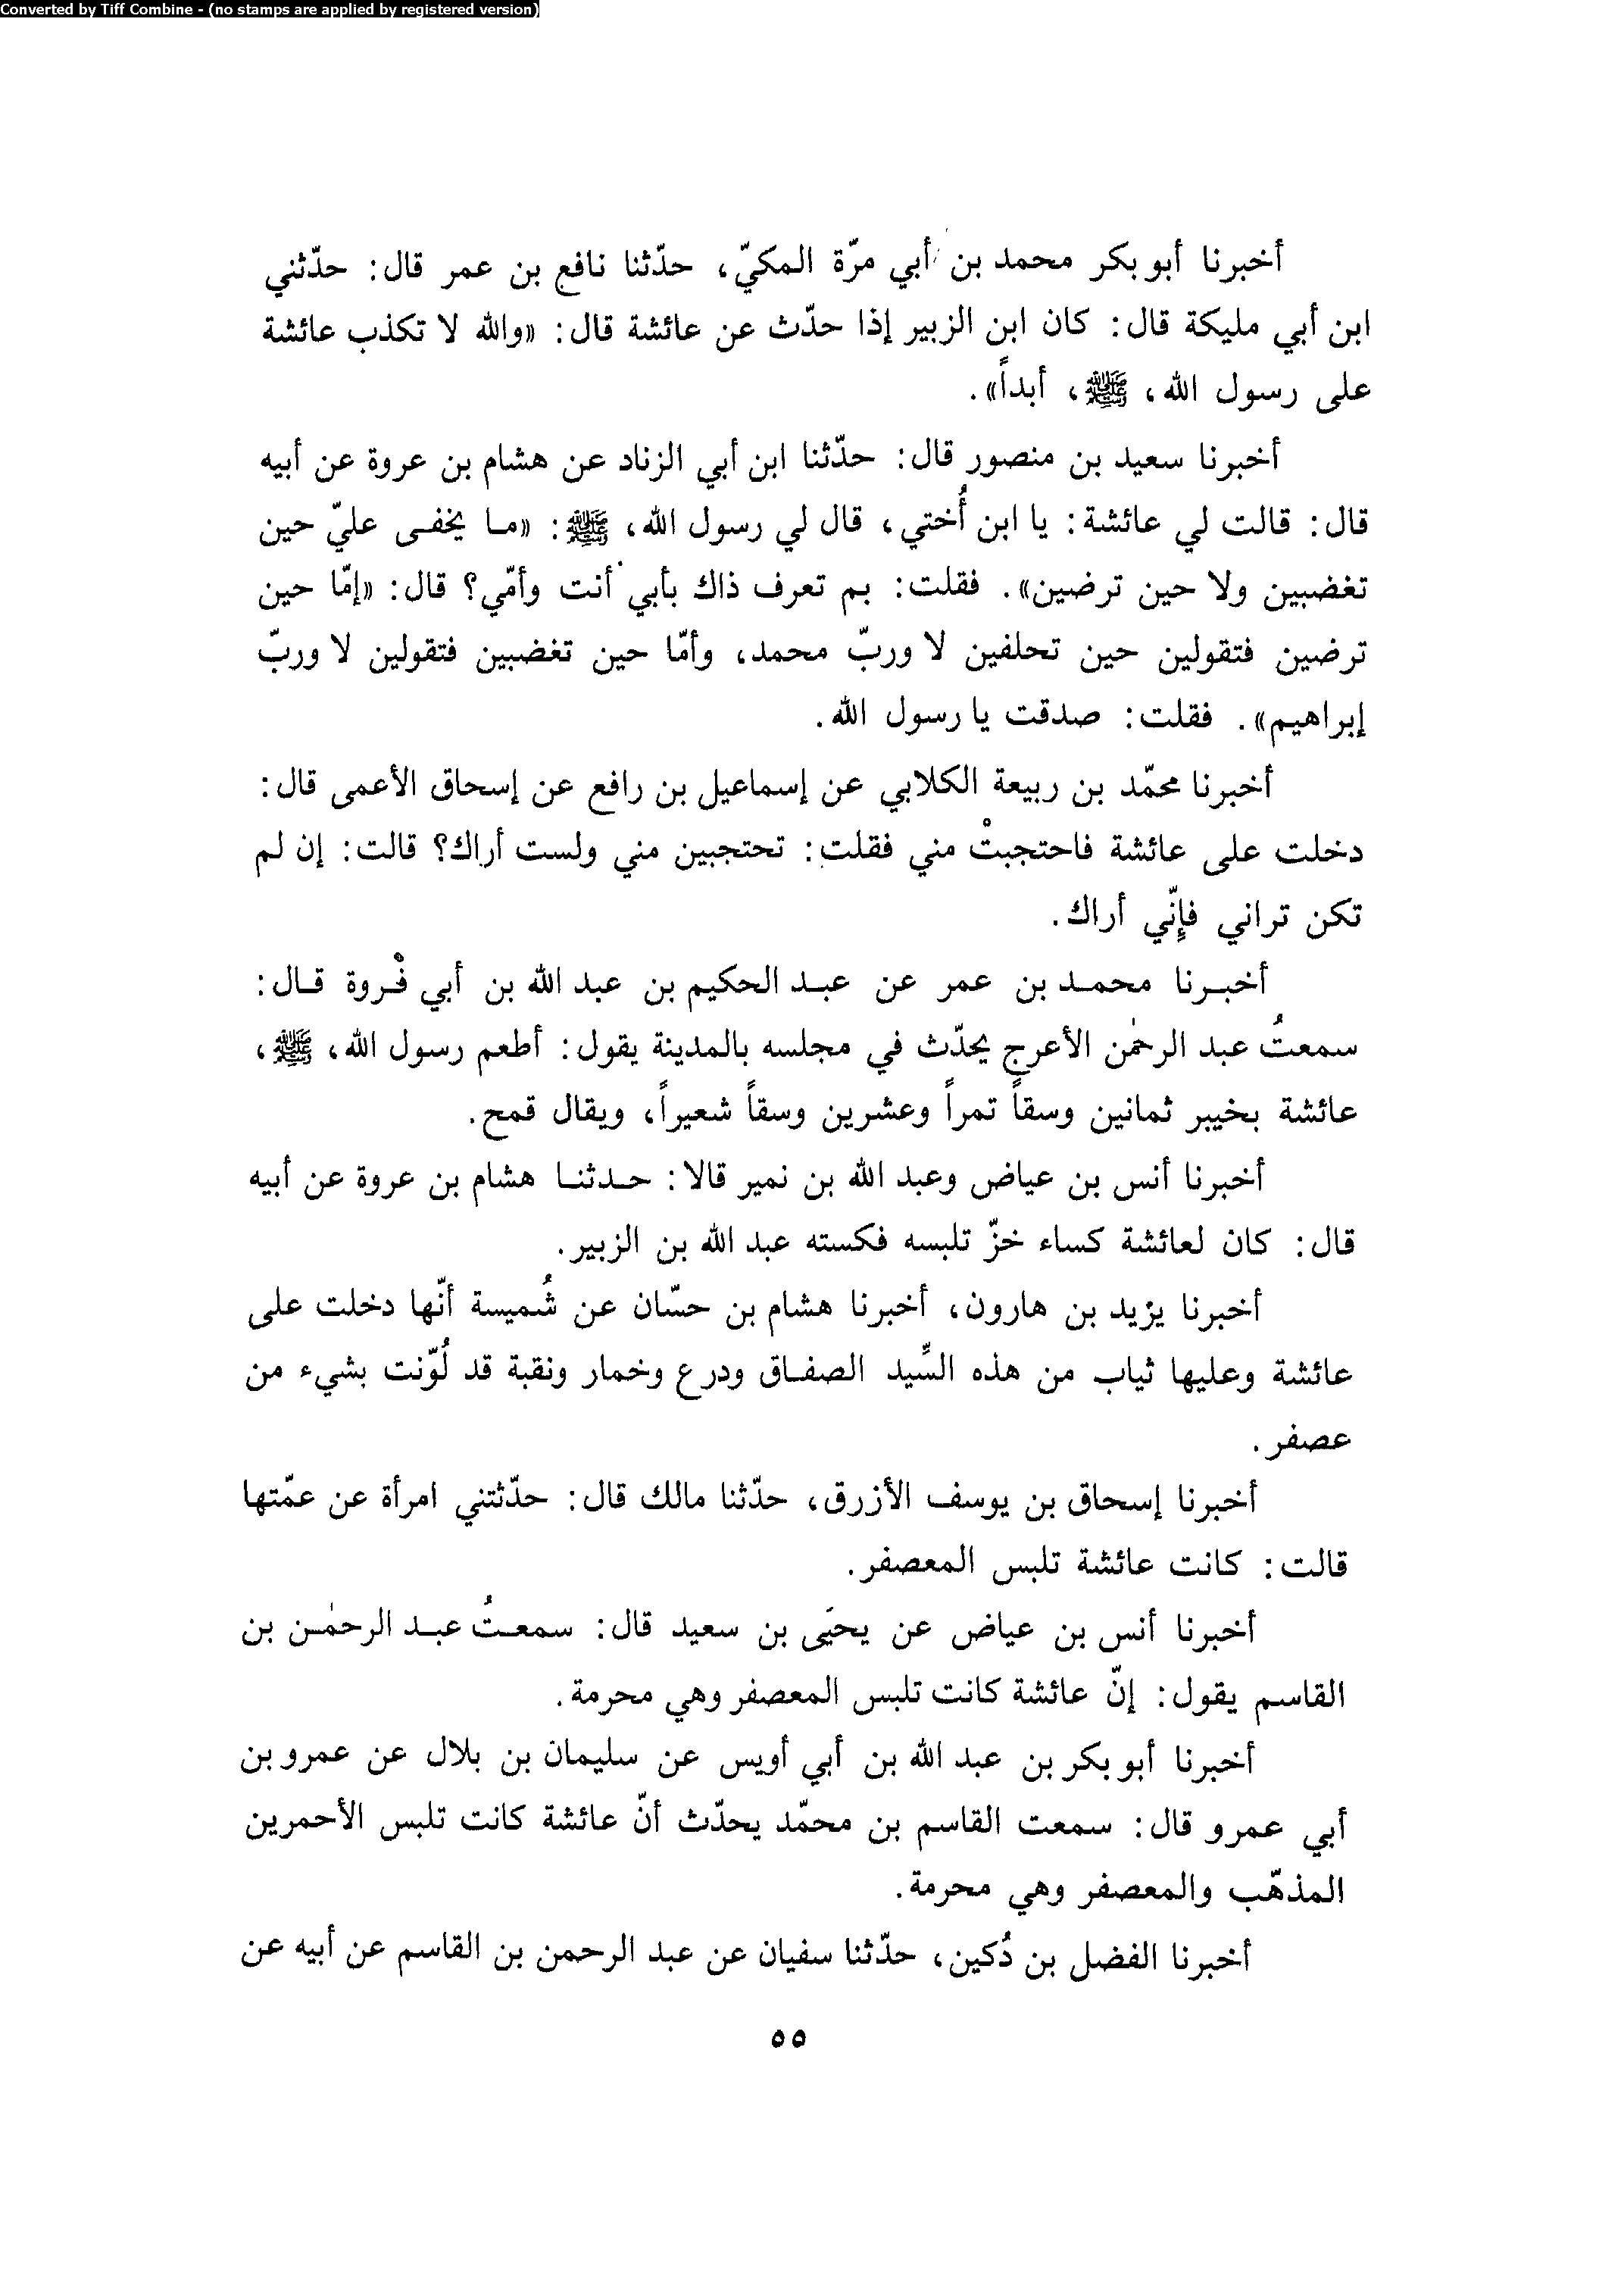 Converted by Tiff Combine - (no stamps are applied by registered version)
أخبرنا أبو بكر محمد بن أبي مرّة المكيّ، حدّثنا نافع بن عمر قال: حدّثني
ابن أبي مليكة قال: كان ابن الزبير إذا حدّث عن عائشة قال: «والله لا تكذب عائشة
على رسول الله، ﷺ، أبداً».
أخبرنا سعيد بن منصور قال: حدّثنا ابن أبي الزناد عن هشام بن عروة عن أبيه
قال: قالت لي عائشة: يا ابن أُختي، قال لي رسول الله، ﷺ: «ما يخفى عليّ حين
تغضبين ولا حين ترضين». فقلت: بم تعرف ذاك بأبي أنت وأمّي؟ قال: «إمّا حين
ترضين فتقولين حين تحلفين لا وربّ محمد، وأمّا حين تغضبين فتقولين لا وربّ
إبراهيم». فقلت: صدقت يا رسول الله.
أخبرنا محمّد بن ربيعة الكلابي عن إسماعيل بن رافع عن إسحاق الأعمى قال:
دخلت على عائشة فاحتجبتْ مني فقلت: تحتجبين مني ولست أراك؟ قالت: إن لم
تكن تراني فإنّي أراك.
أخبرنا محمد بن عمر عن عبد الحكيم بن عبد الله بن أبي فْروة قال:
سمعتُ عبد الرحمٰن الأعرج يحدّث في مجلسه بالمدينة يقول: أطعم رسول الله، ﷺ،
عائشة بخيبر ثمانين وسقاً تمراً وعشرين وسقاً شعيراً، ويقال قمح.
أخبرنا أنس بن عياض وعبد الله بن نمير قالا: حدثنا هشام بن عروة عن أبيه
قال: كان لعائشة كساء خزّ تلبسه فكسته عبد الله بن الزبير.
أخبرنا يزيد بن هارون، أخبرنا هشام بن حسّان عن شُميسة أنّها دخلت على
عائشة وعليها ثياب من هذه السِّيد الصفاق ودرع وخمار ونقبة قد لُوّنت بشيء من
عصفر.
أخبرنا إسحاق بن يوسف الأزرق، حدّثنا مالك قال: حدّثتني امرأة عن عمّتها
قالت: كانت عائشة تلبس المعصفر.
أخبرنا أنس بن عياض عن يحيَى بن سعيد قال: سمعتُ عبد الرحمٰن بن
القاسم يقول: إنّ عائشة كانت تلبس المعصفر وهي محرمة.
أخبرنا أبو بكر بن عبد الله بن أبي أويس عن سليمان بن بلال عن عمرو بن
أبي عمرو قال: سمعت القاسم بن محمّد يحدّث أنّ عائشة كانت تلبس الأحمرين
المذهّب والمعصفر وهي محرمة.
أخبرنا الفضل بن دُكين، حدّثنا سفيان عن عبد الرحمن بن القاسم عن أبيه عن
٥٥